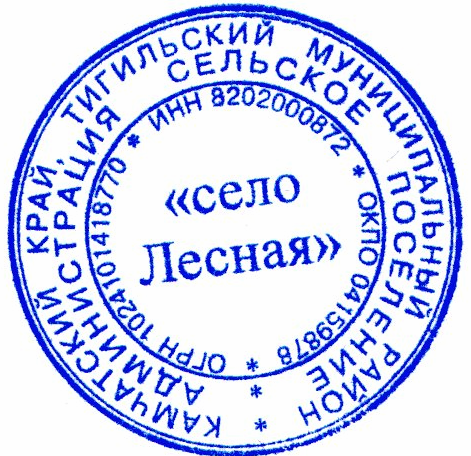 КАМЧАТСКИЙ КРАЙ, ТИГИЛЬСКИЙ МУНИЦИПАЛЬНЫЙ РАЙОН *
АДМИНИСТРАЦИЯ СЕЛЬСКОЕ ПОСЕЛЕНИЕ *
ОГРН 1024101418770 * ИНН 8202000872 * ОКПО 04159878 *
«село
Лесная»